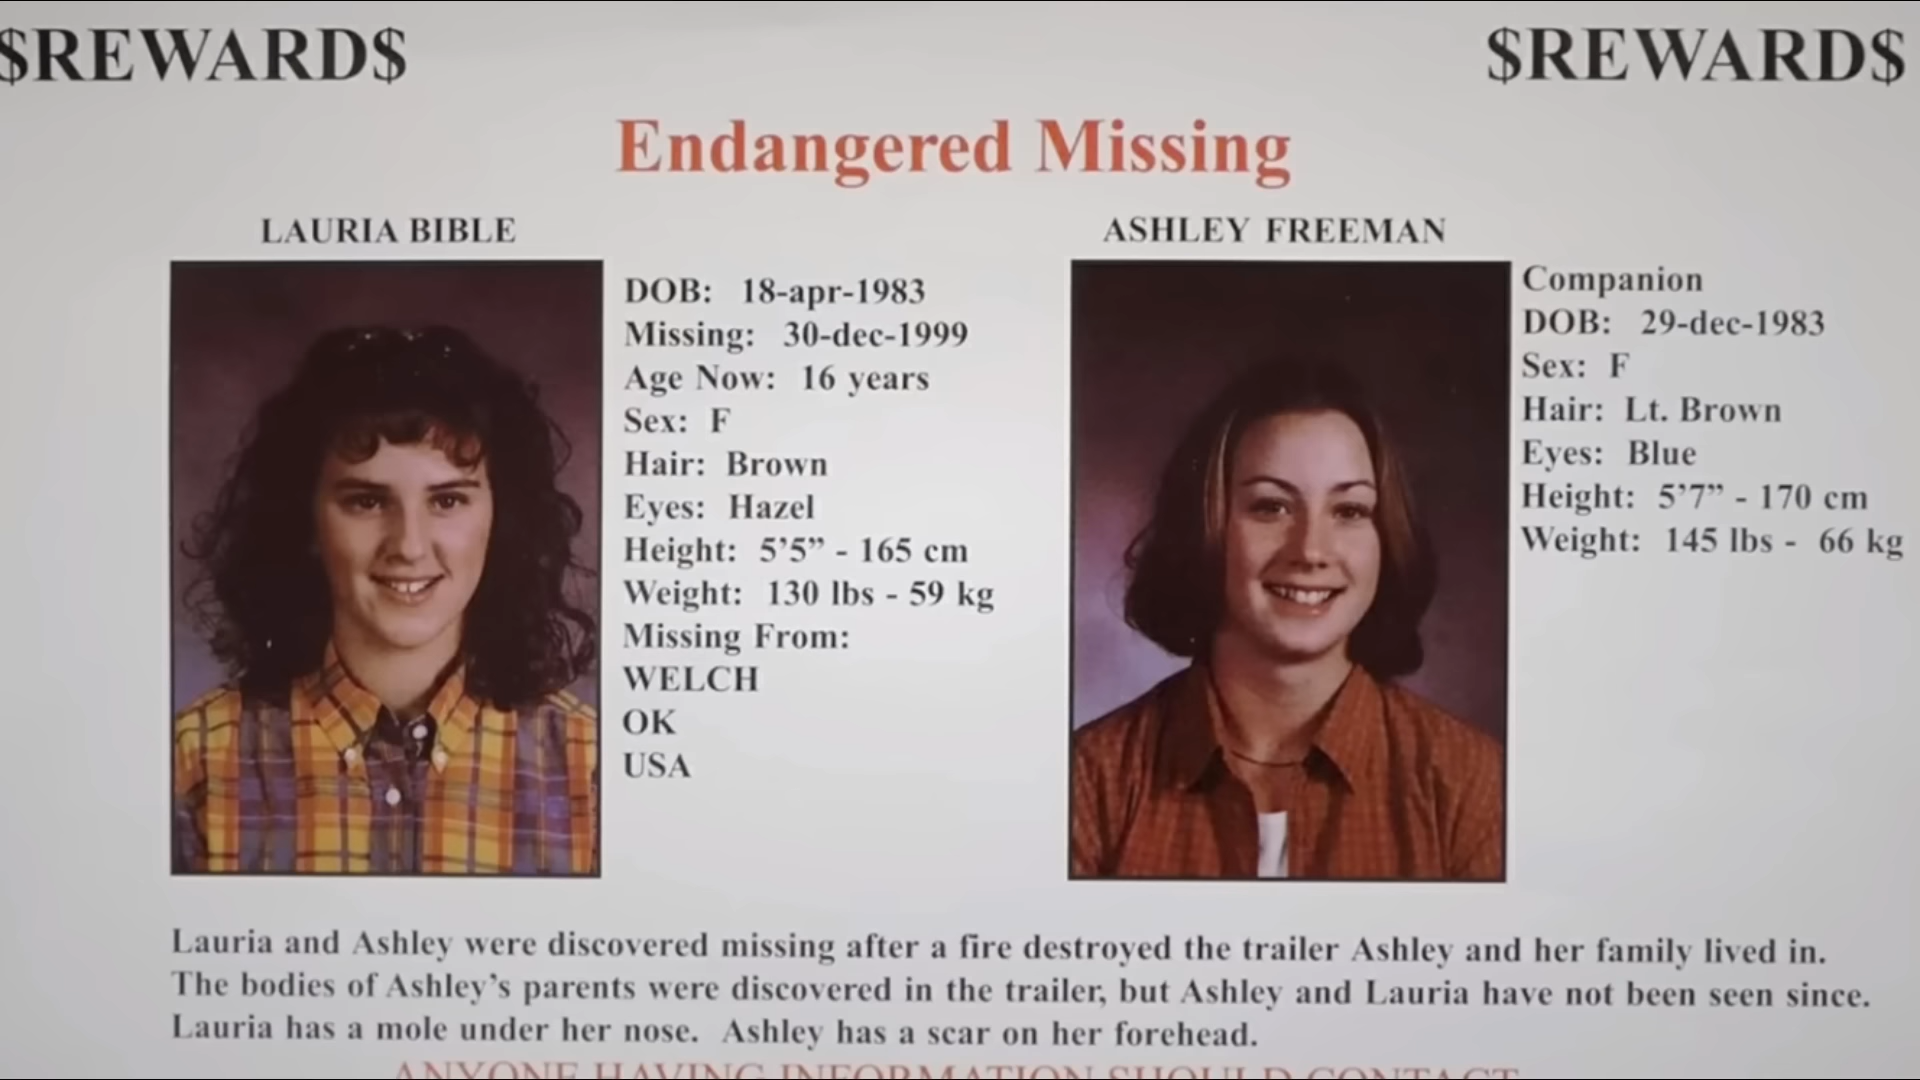 $REWARD$ $REWARD$
Endangered Missing
LAURIA BIBLE
DOB: 18-apr-1983
Missing: 30-dec-1999
Age Now: 16 years
Sex: F
Hair: Brown
Eyes: Hazel
Height: 5’5” - 165 cm
Weight: 130 lbs - 59 kg
Missing From:
WELCH
OK
USA
ASHLEY FREEMAN
Companion
DOB: 29-dec-1983
Sex: F
Hair: Lt. Brown
Eyes: Blue
Height: 5’7” - 170 cm
Weight: 145 lbs - 66 kg
Lauria and Ashley were discovered missing after a fire destroyed the trailer Ashley and her family lived in.
The bodies of Ashley’s parents were discovered in the trailer, but Ashley and Lauria have not been seen since.
Lauria has a mole under her nose. Ashley has a scar on her forehead.
ANYONE HAVING INFORMATION SHOULD CONTACT